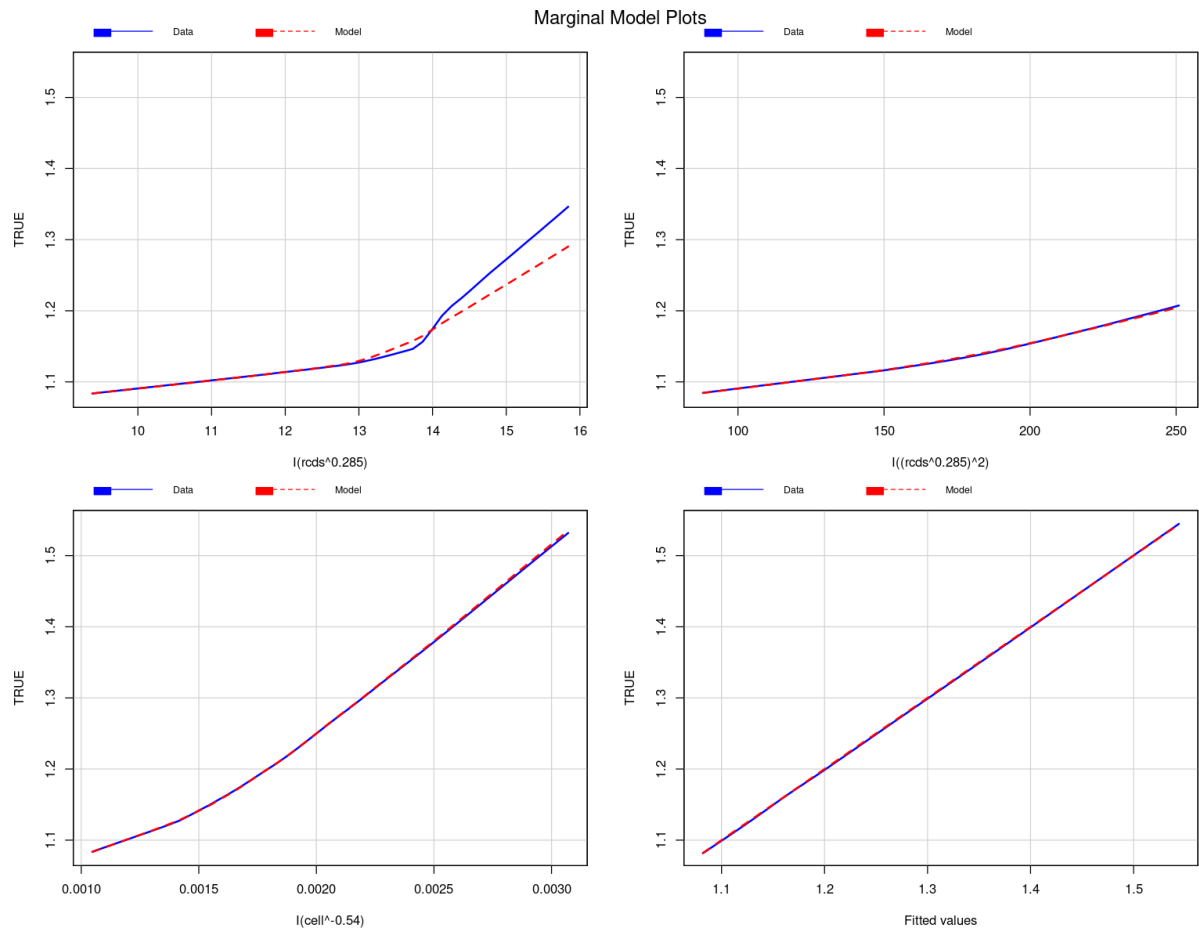 Marginal Model Plots
Data Model
TRUE
1.5
1.4
1.3
1.2
1.1
10 11 12 13 14 15 16
I(rcds^0.285)
Data Model
TRUE
1.5
1.4
1.3
1.2
1.1
100 150 200 250
I((rcds^0.285)^2)
Data Model
TRUE
1.5
1.4
1.3
1.2
1.1
0.0010 0.0015 0.0020 0.0025 0.0030
I(cell^-0.54)
Data Model
TRUE
1.5
1.4
1.3
1.2
1.1
1.1 1.2 1.3 1.4 1.5
Fitted values